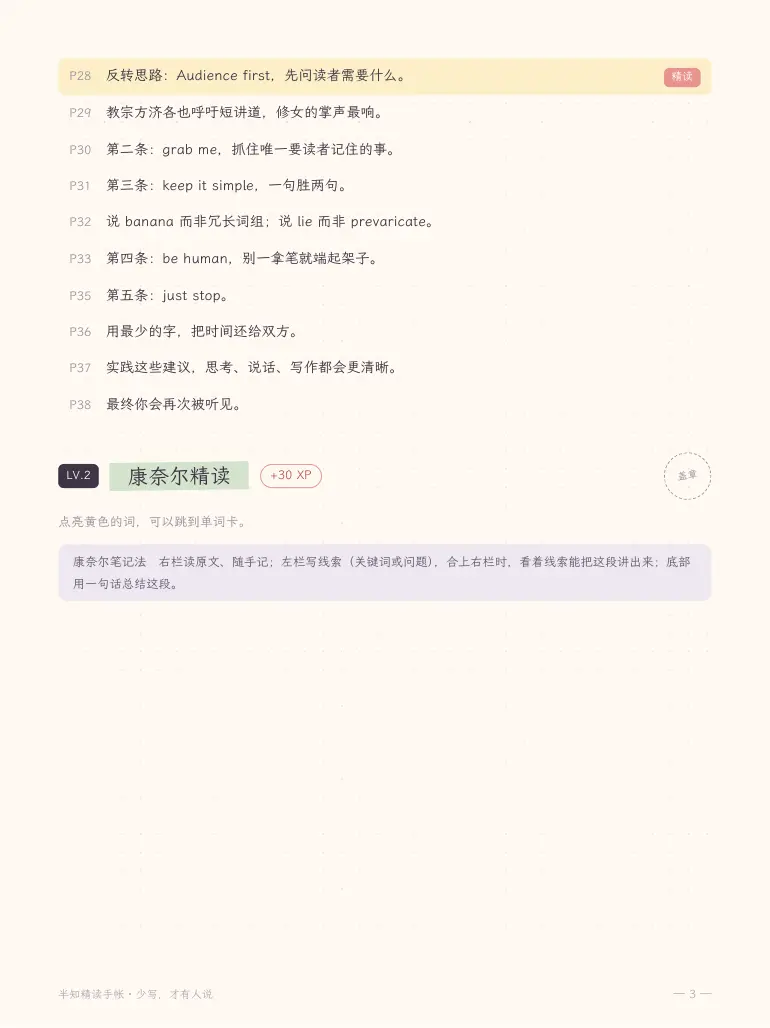 P28 反转思路：Audience first，先问读者需要什么。 精读
P29 教宗方济各也呼吁短讲道，修女的掌声最响。
P30 第二条：grab me，抓住唯一要读者记住的事。
P31 第三条：keep it simple，一句胜两句。
P32 说 banana 而非冗长词组；说 lie 而非 prevaricate。
P33 第四条：be human，别一拿笔就端起架子。
P35 第五条：just stop。
P36 用最少的字，把时间还给双方。
P37 实践这些建议，思考、说话、写作都会更清晰。
P38 最终你会再次被听见。
LV.2 康奈尔精读 +30 XP 盖章
点亮黄色的词，可以跳到单词卡。
康奈尔笔记法 右栏读原文、随手记；左栏写线索（关键词或问题），合上右栏时，看着线索能把这段讲出来；底部
用一句话总结这段。
半知精读手帐・少写，才有人说 — 3 —